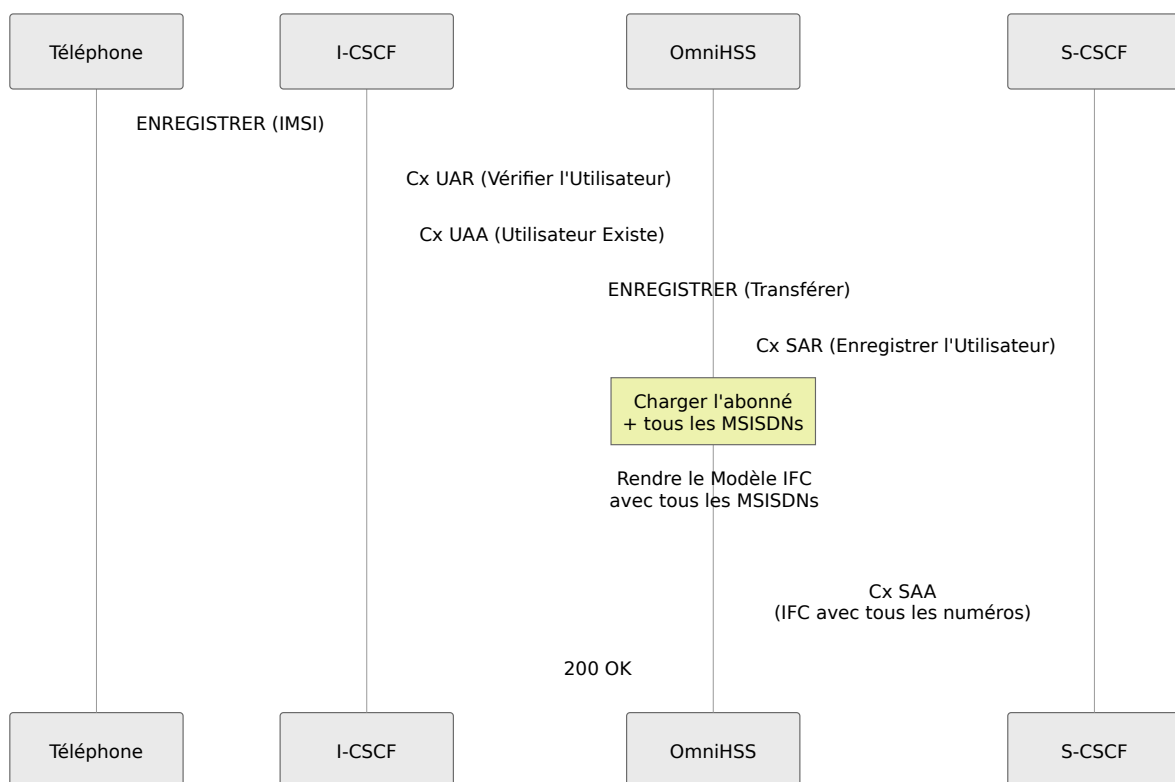 Téléphone
I-CSCF
OmniHSS
S-CSCF
ENREGISTRER (IMSI)
Cx UAR (Vérifier l'Utilisateur)
Cx UAA (Utilisateur Existe)
ENREGISTRER (Transférer)
Cx SAR (Enregistrer l'Utilisateur)
Charger l'abonné
+ tous les MSISDNs
Rendre le Modèle IFC
avec tous les MSISDNs
Cx SAA
(IFC avec tous les numéros)
200 OK
Téléphone
I-CSCF
OmniHSS
S-CSCF